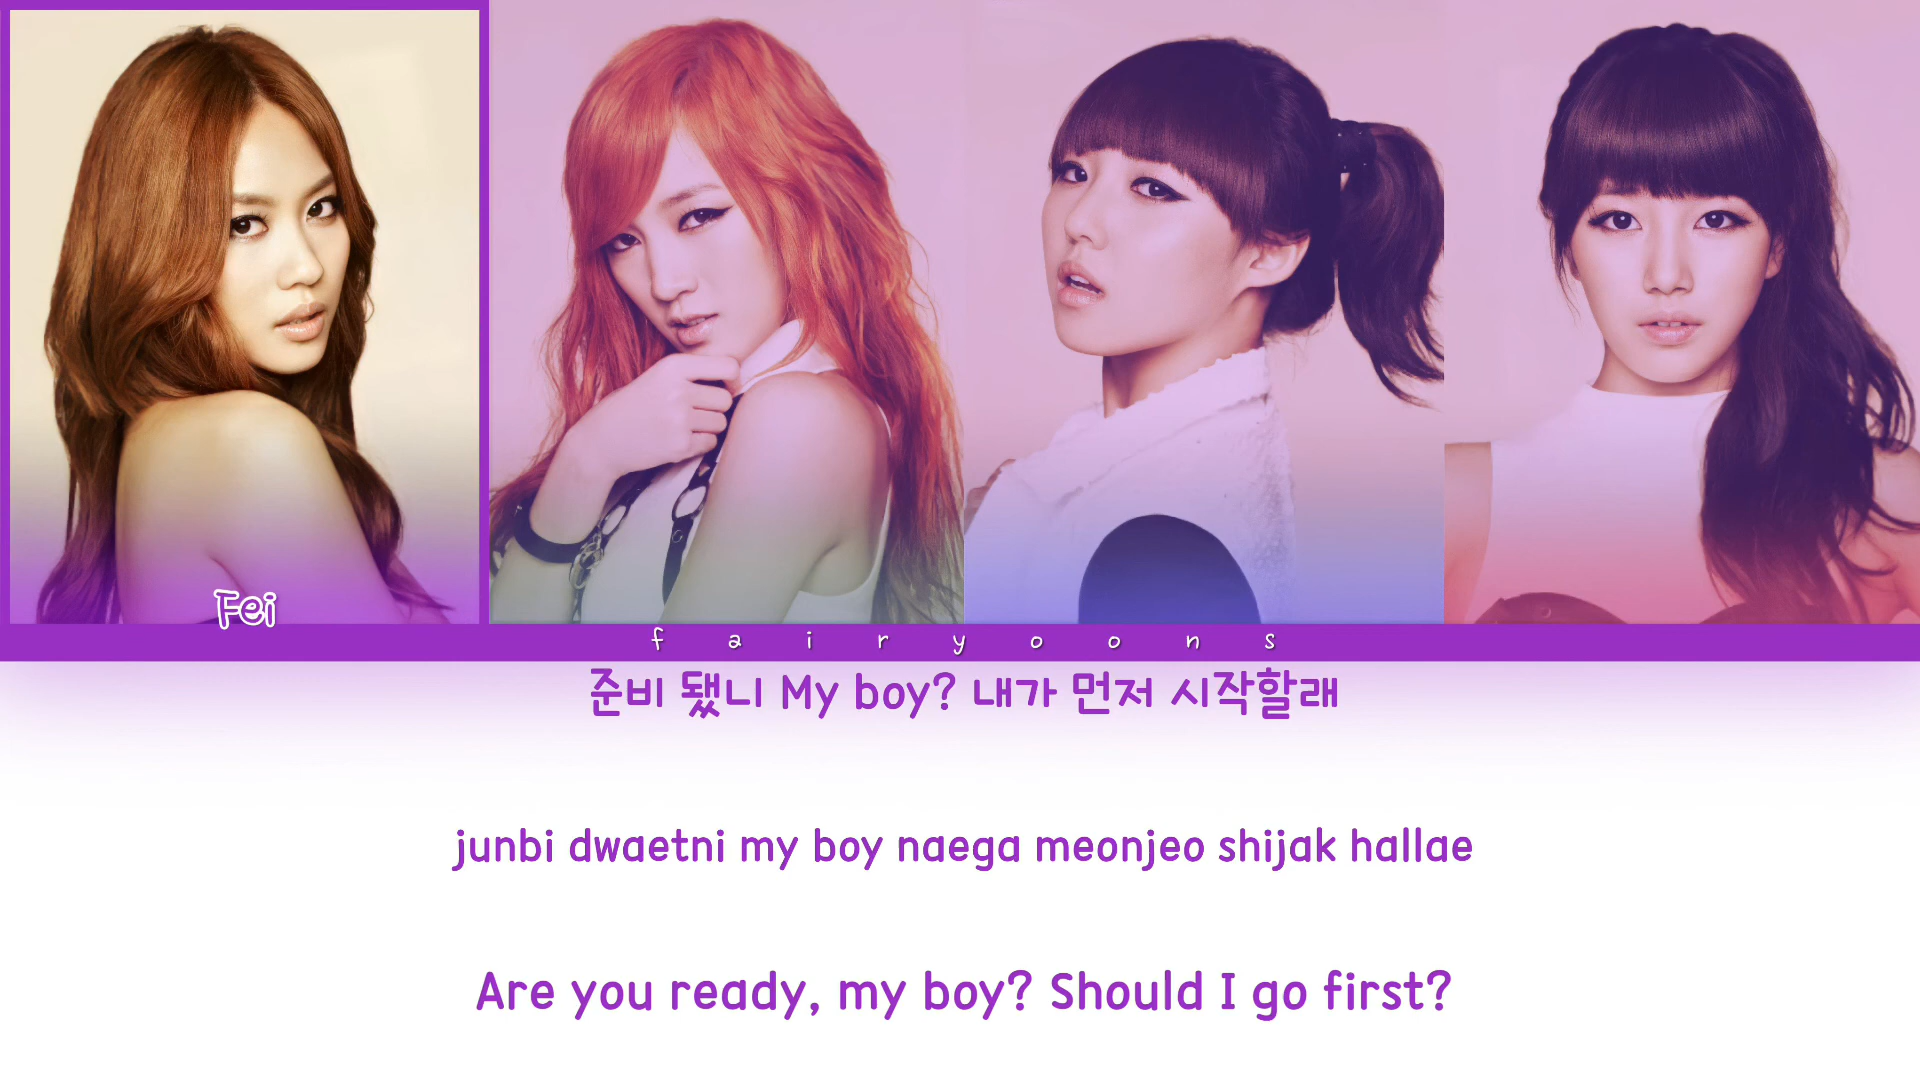 Fei
fairyoons
준비 됐니 My boy? 내가 먼저 시작할래
junbi dwaetni my boy naega meonjeo shijak hallae
Are you ready, my boy? Should I go first?